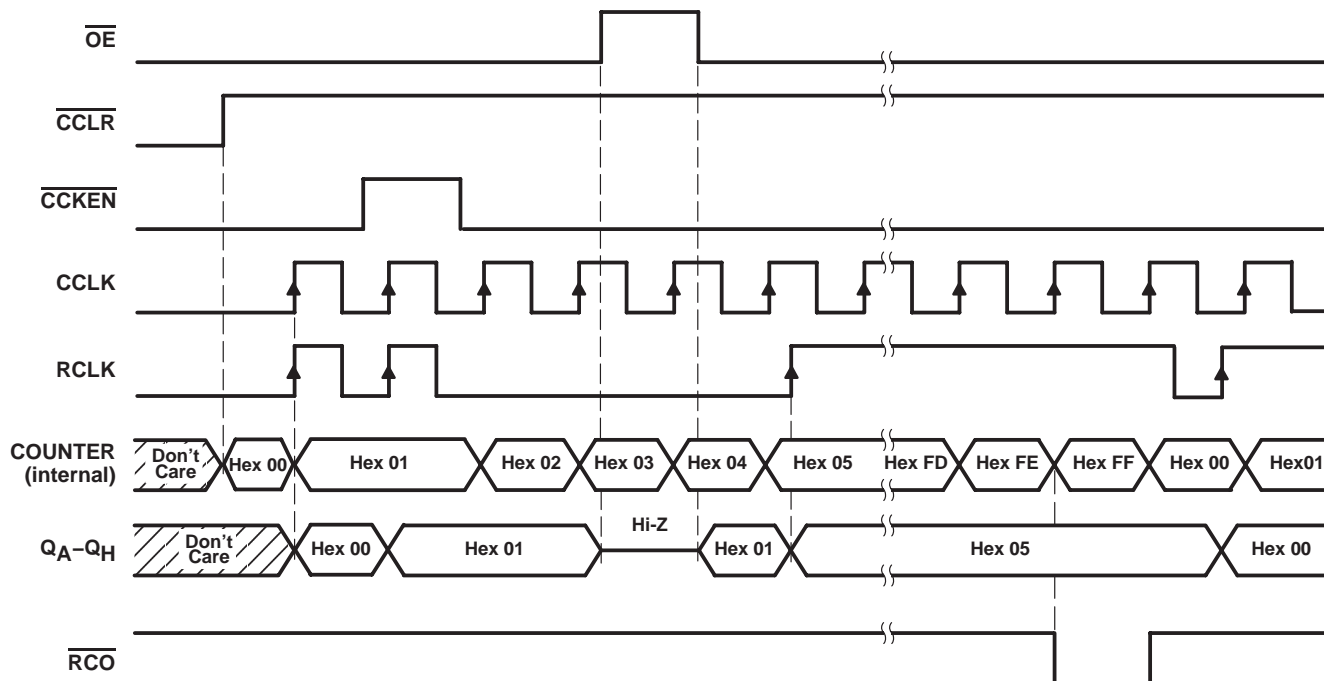 OE
CCLR
CCKEN
CCLK
RCLK
COUNTER
(internal)
Don't
Care
Hex 00
Hex 01
Hex 02
Hex 03
Hex 04
Hex 05
Hex FD
Hex FE
Hex FF
Hex 00
Hex01
QA–QH
Don't
Care
Hex 00
Hex 01
Hi-Z
Hex 01
Hex 05
Hex 00
RCO